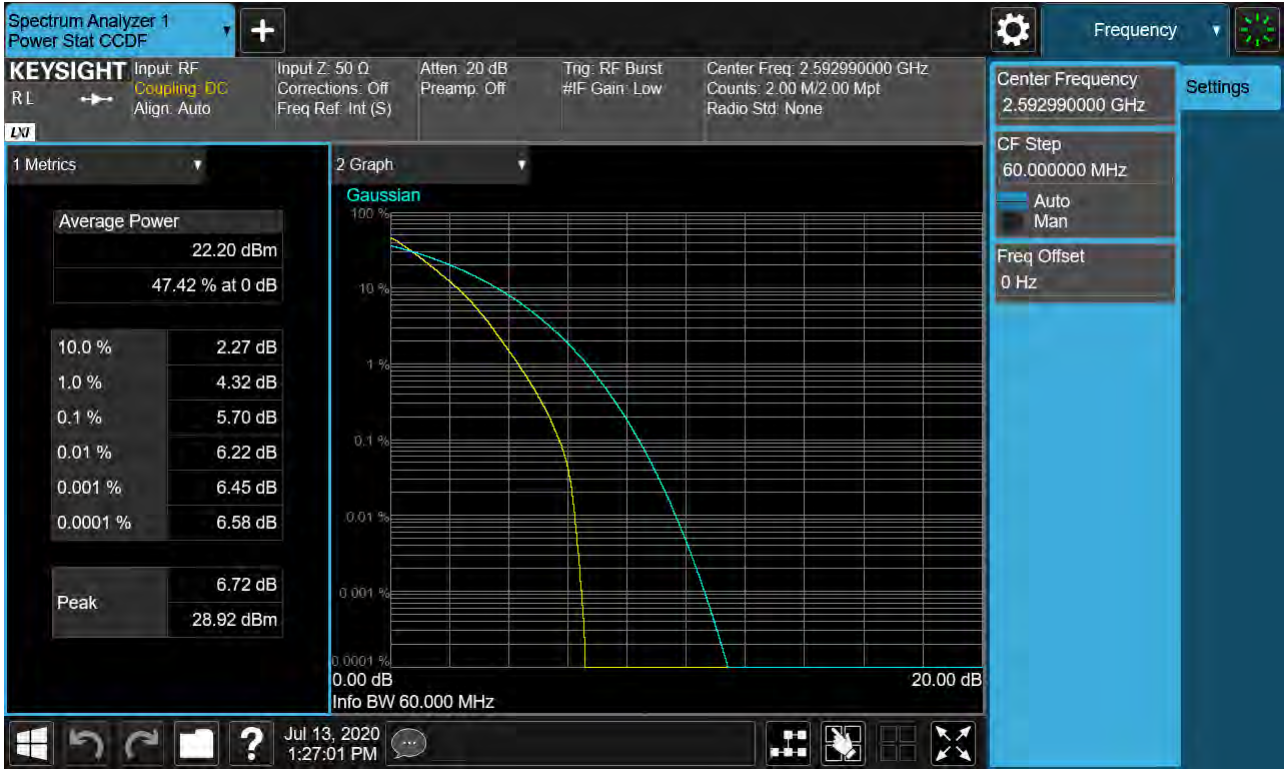 Spectrum Analyzer 1
Power Stat CCDF
Frequency
KEYSIGHT
R L
LXI
Input: RF
Coupling: DC
Align: Auto
Input Z: 50 Ω
Corrections: Off
Freq Ref: Int (S)
Atten: 20 dB
Preamp: Off
Trig: RF Burst
#IF Gain: Low
Center Freq: 2.592990000 GHz
Counts: 2.00 M/2.00 Mpt
Radio Std: None
Center Frequency
2.592990000 GHz
Settings
CF Step
60.000000 MHz
Auto
Man
Freq Offset
0 Hz
1 Metrics
Average Power
22.20 dBm
47.42 % at 0 dB
10.0 % 2.27 dB
1.0 % 4.32 dB
0.1 % 5.70 dB
0.01 % 6.22 dB
0.001 % 6.45 dB
0.0001 % 6.58 dB
Peak 6.72 dB
28.92 dBm
2 Graph
Gaussian
100 %
10 %
1 %
0.1 %
0.01 %
0.001 %
0.0001 %
0.00 dB 20.00 dB
Info BW 60.000 MHz
Jul 13, 2020
1:27:01 PM